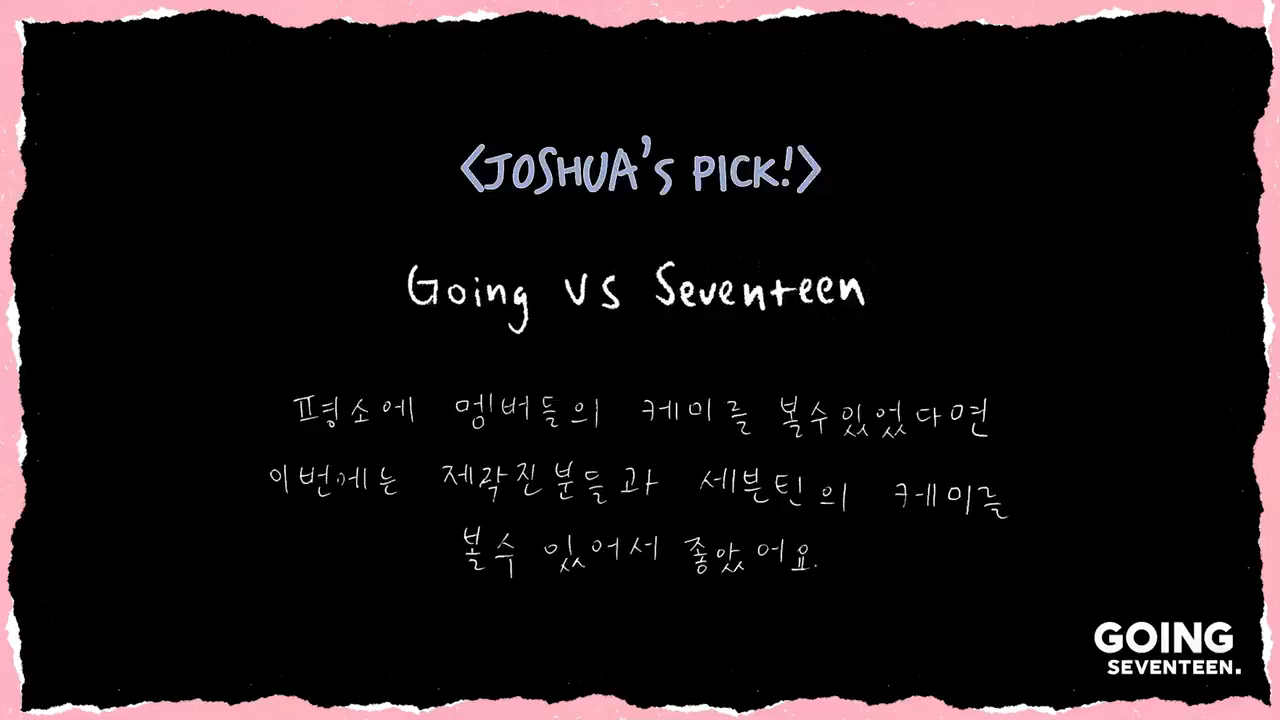 <JOSHUA'S PICK!>
Going VS Seventeen
평소에 멤버들의 케미를 볼수있었다면
이번에는 제작진분들과 세븐틴의 케미를
볼수 있어서 좋았어요.
GOING
SEVENTEEN.